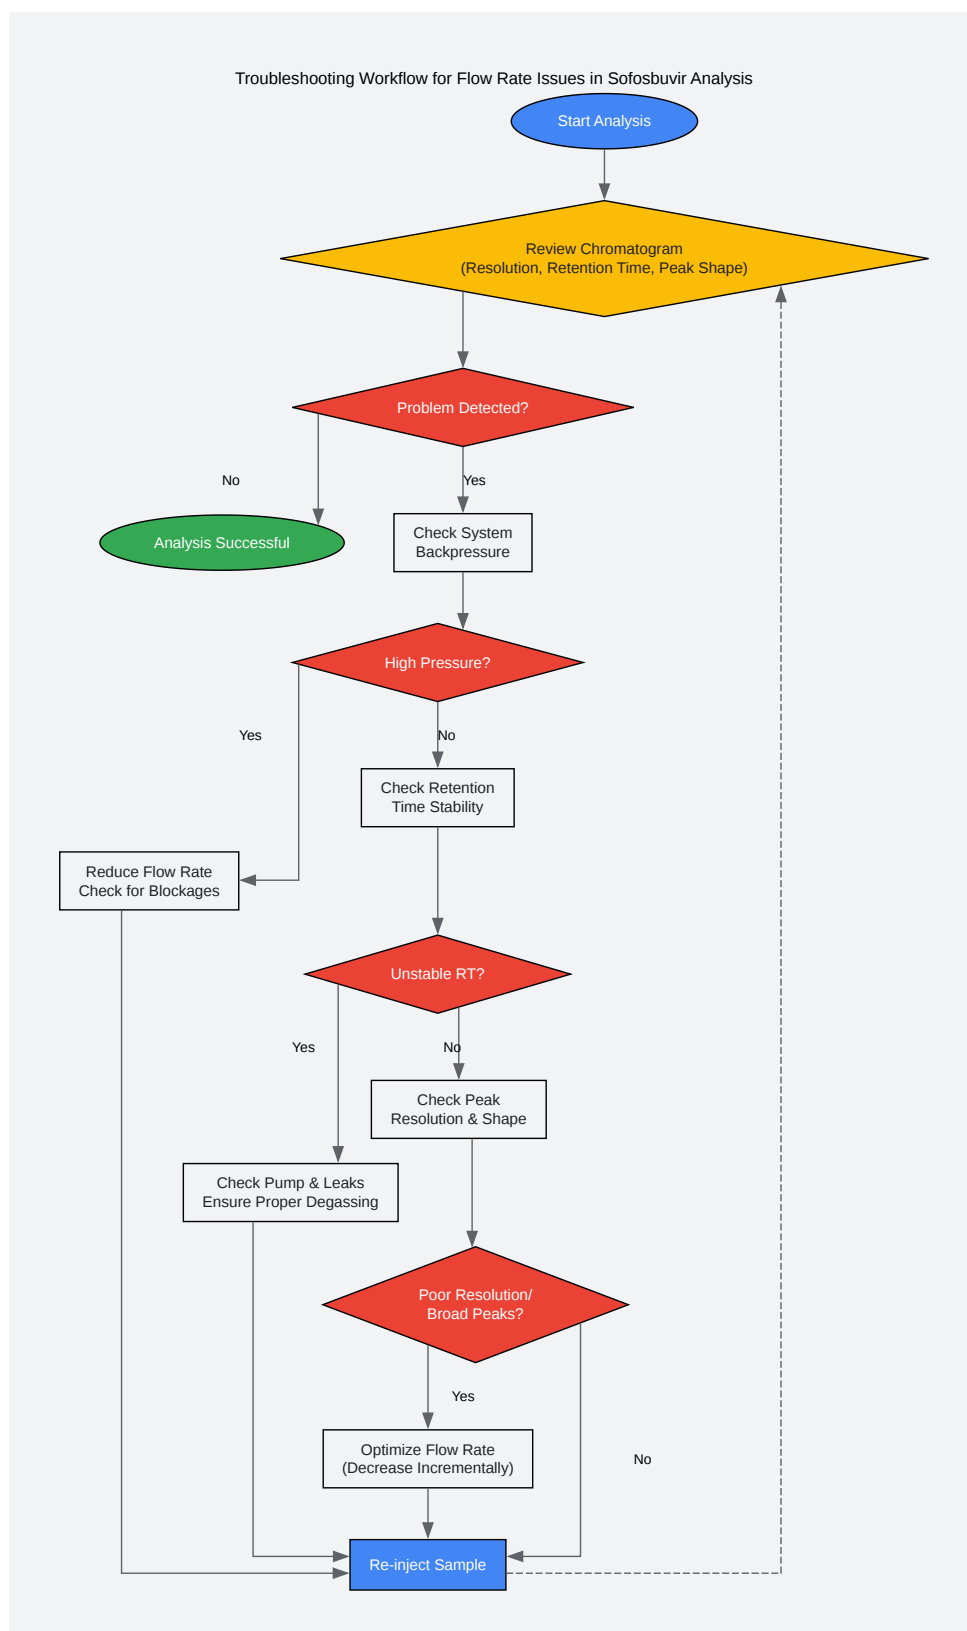 Troubleshooting Workflow for Flow Rate Issues in Sofosbuvir Analysis
Start Analysis
Review Chromatogram
(Resolution, Retention Time, Peak Shape)
Problem Detected?
No
Yes
Analysis Successful
Check System
Backpressure
High Pressure?
Yes
No
Check Retention
Time Stability
Reduce Flow Rate
Check for Blockages
Unstable RT?
Yes
No
Check Peak
Resolution & Shape
Check Pump & Leaks
Ensure Proper Degassing
Poor Resolution/
Broad Peaks?
Yes
Optimize Flow Rate
(Decrease Incrementally)
No
Re-inject Sample